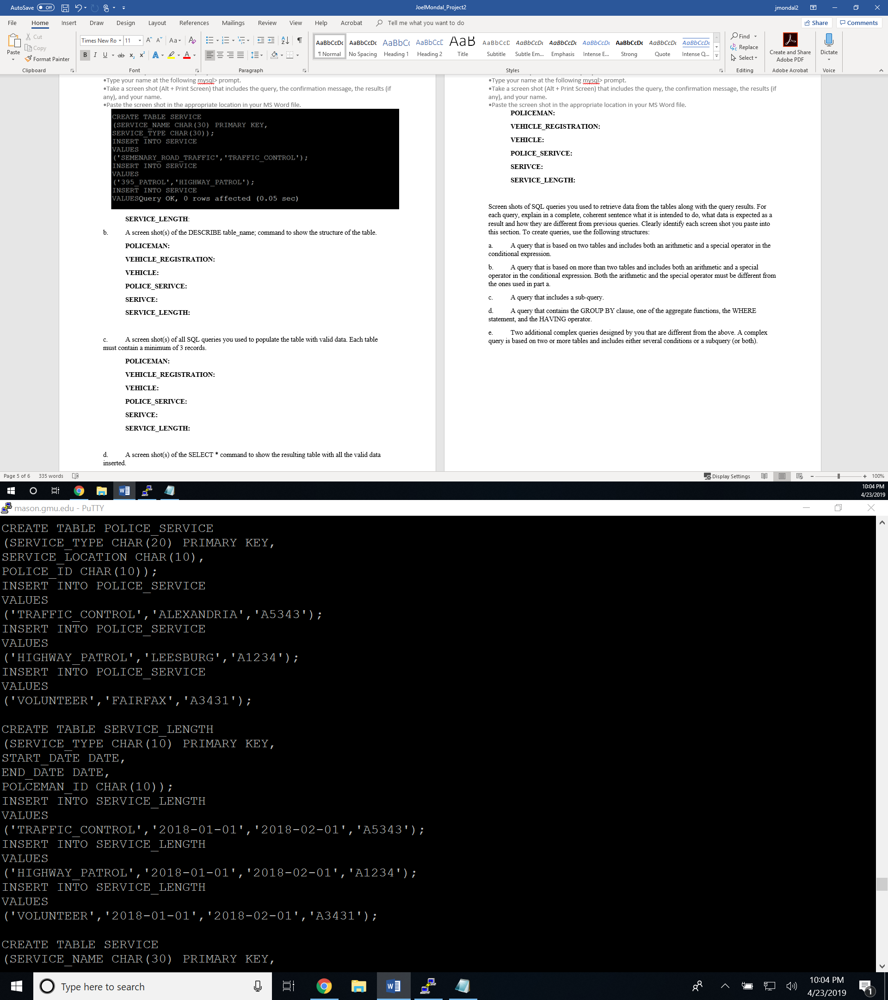 AutoSave Off
JoelMondal_Project2
jmondal2
File Home Insert Draw Design Layout References Mailings Review View Help Acrobat Tell me what you want to do
Share Comments
Paste
Cut
Copy
Format Painter
Clipboard
Times New Ro 11
Font
Paragraph
AaBbCcDc AaBbCcDc AaBbCc AaBbCcC AaB AaBbCcD AaBbCcDc AaBbCcDc AaBbCcDc AaBbCcDc AaBbCcDc AaBbCcDc
¶ Normal No Spacing Heading 1 Heading 2 Title Subtitle Subtle Em... Emphasis Intense E... Strong Quote Intense Q...
Styles
Find
Replace
Select
Editing
Create and Share
Adobe PDF
Adobe Acrobat
Dictate
Voice
•Type your name at the following mysql> prompt.
•Take a screen shot (Alt + Print Screen) that includes the query, the confirmation message, the results (if
any), and your name.
•Paste the screen shot in the appropriate location in your MS Word file.
CREATE TABLE SERVICE
(SERVICE_NAME CHAR(30) PRIMARY KEY,
SERVICE_TYPE CHAR(30));
INSERT INTO SERVICE
VALUES
('SEMENARY_ROAD_TRAFFIC','TRAFFIC_CONTROL');
INSERT INTO SERVICE
VALUES
('395_PATROL','HIGHWAY_PATROL');
INSERT INTO SERVICE
VALUESQuery OK, 0 rows affected (0.05 sec)
SERVICE_LENGTH:
b. A screen shot(s) of the DESCRIBE table_name; command to show the structure of the table.
POLICEMAN:
VEHICLE_REGISTRATION:
VEHICLE:
POLICE_SERIVCE:
SERIVCE:
SERVICE_LENGTH:
c. A screen shot(s) of all SQL queries you used to populate the table with valid data. Each table
must contain a minimum of 3 records.
POLICEMAN:
VEHICLE_REGISTRATION:
VEHICLE:
POLICE_SERIVCE:
SERIVCE:
SERVICE_LENGTH:
d. A screen shot(s) of the SELECT * command to show the resulting table with all the valid data
inserted.
•Type your name at the following mysql> prompt.
•Take a screen shot (Alt + Print Screen) that includes the query, the confirmation message, the results (if
any), and your name.
•Paste the screen shot in the appropriate location in your MS Word file.
POLICEMAN:
VEHICLE_REGISTRATION:
VEHICLE:
POLICE_SERIVCE:
SERIVCE:
SERVICE_LENGTH:
Screen shots of SQL queries you used to retrieve data from the tables along with the query results. For
each query, explain in a complete, coherent sentence what it is intended to do, what data is expected as a
result and how they are different from previous queries. Clearly identify each screen shot you paste into
this section. To create queries, use the following structures:
a. A query that is based on two tables and includes both an arithmetic and a special operator in the
conditional expression.
b. A query that is based on more than two tables and includes both an arithmetic and a special
operator in the conditional expression. Both the arithmetic and the special operator must be different from
the ones used in part a.
c. A query that includes a sub-query.
d. A query that contains the GROUP BY clause, one of the aggregate functions, the WHERE
statement, and the HAVING operator.
e. Two additional complex queries designed by you that are different from the above. A complex
query is based on two or more tables and includes either several conditions or a subquery (or both).
Page 5 of 6 335 words
Display Settings
100%
10:04 PM
4/23/2019
mason.gmu.edu - PuTTY
CREATE TABLE POLICE_SERVICE
(SERVICE_TYPE CHAR(20) PRIMARY KEY,
SERVICE_LOCATION CHAR(10),
POLICE_ID CHAR(10));
INSERT INTO POLICE_SERVICE
VALUES
('TRAFFIC_CONTROL','ALEXANDRIA','A5343');
INSERT INTO POLICE_SERVICE
VALUES
('HIGHWAY_PATROL','LEESBURG','A1234');
INSERT INTO POLICE_SERVICE
VALUES
('VOLUNTEER','FAIRFAX','A3431');
CREATE TABLE SERVICE_LENGTH
(SERVICE_TYPE CHAR(10) PRIMARY KEY,
START_DATE DATE,
END_DATE DATE,
POLCEMAN_ID CHAR(10));
INSERT INTO SERVICE_LENGTH
VALUES
('TRAFFIC_CONTROL','2018-01-01','2018-02-01','A5343');
INSERT INTO SERVICE_LENGTH
VALUES
('HIGHWAY_PATROL','2018-01-01','2018-02-01','A1234');
INSERT INTO SERVICE_LENGTH
VALUES
('VOLUNTEER','2018-01-01','2018-02-01','A3431');
CREATE TABLE SERVICE
(SERVICE_NAME CHAR(30) PRIMARY KEY,
Type here to search
10:04 PM
4/23/2019
1